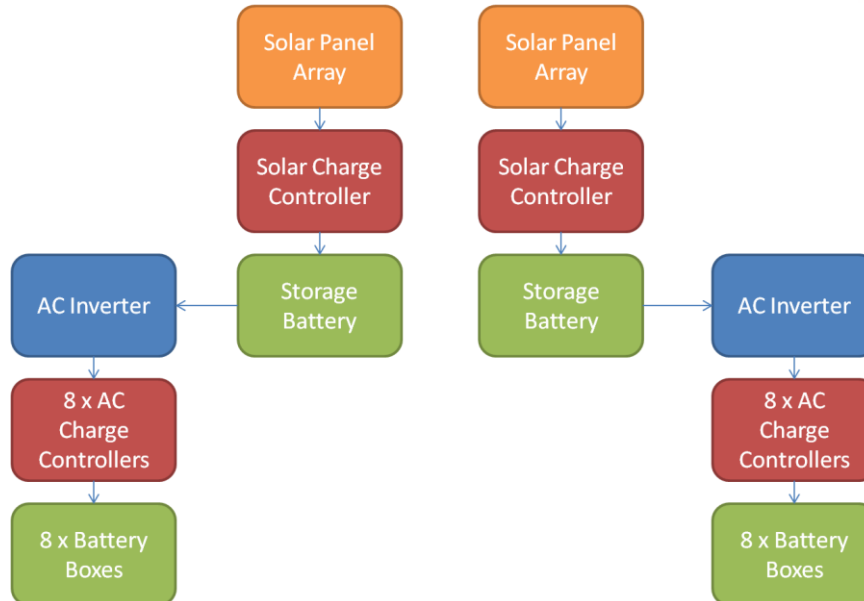 Solar Panel
Array
Solar Panel
Array
Solar Charge
Controller
Solar Charge
Controller
AC Inverter
Storage
Battery
Storage
Battery
AC Inverter
8 x AC
Charge
Controllers
8 x AC
Charge
Controllers
8 x Battery
Boxes
8 x Battery
Boxes